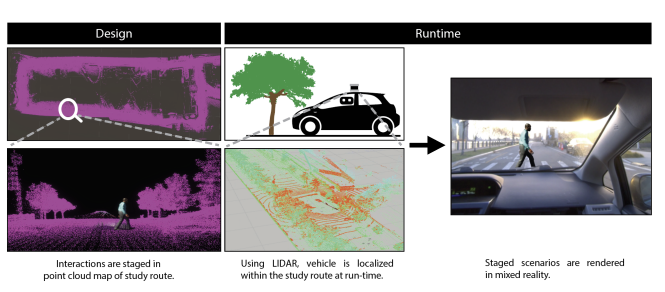 Design
Runtime
Interactions are staged in
point cloud map of study route.
Using LIDAR, vehicle is localized
within the study route at run-time.
Staged scenarios are rendered
in mixed reality.